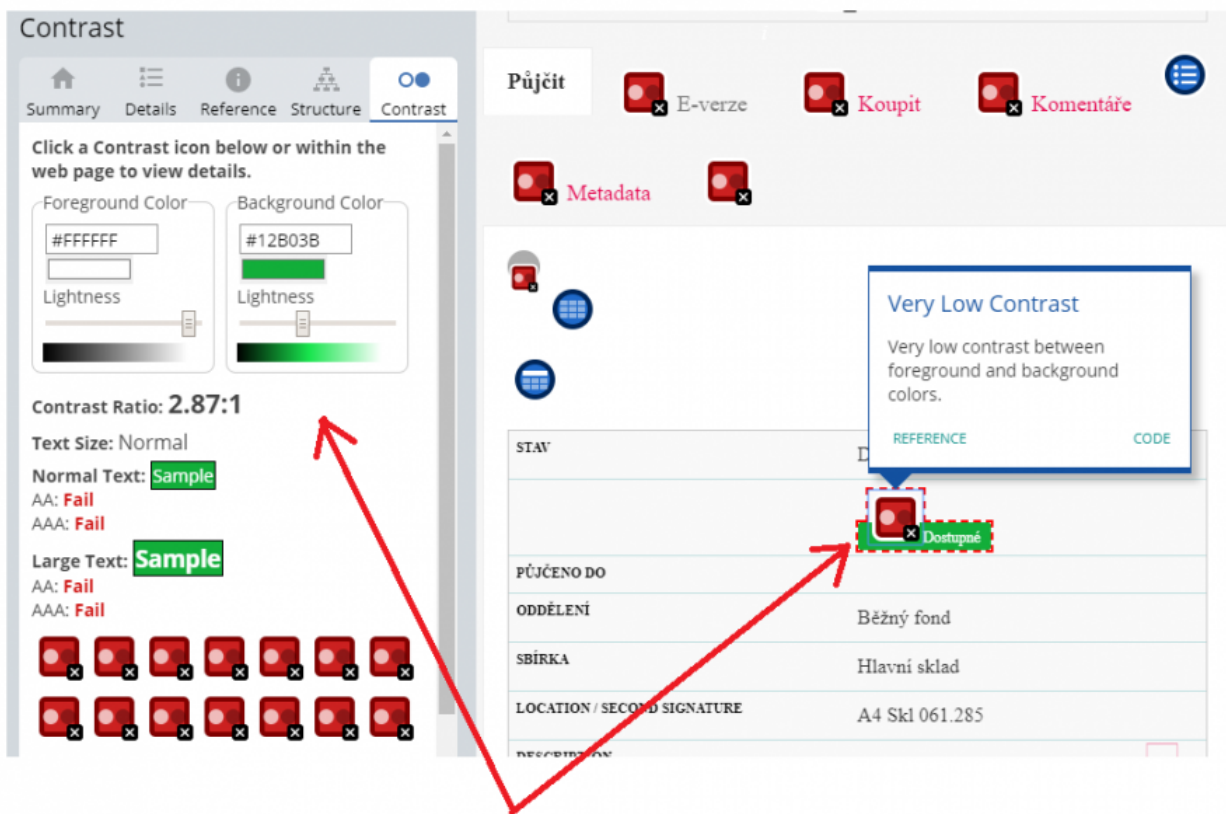 Contrast
Summary Details Reference Structure Contrast
Click a Contrast icon below or within the
web page to view details.
Foreground Color
#FFFFFF
Lightness
Background Color
#12B03B
Lightness
Contrast Ratio: 2.87:1
Text Size: Normal
Normal Text: Sample
AA: Fail
AAA: Fail
Large Text: Sample
AA: Fail
AAA: Fail
Půjčit
E-verze
Koupit
Komentáře
Metadata
Very Low Contrast
Very low contrast between
foreground and background
colors.
REFERENCE CODE
STAV
Dostupné
PŮJČENO DO
ODDĚLENÍ Běžný fond
SBÍRKA Hlavní sklad
LOCATION / SECOND SIGNATURE A4 Skl 061.285
DESCRIPTION